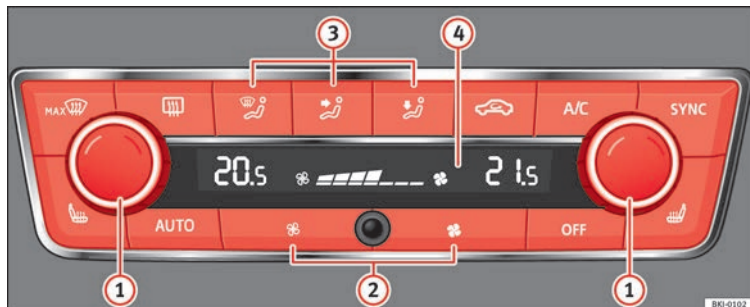 3 4
MAX A/C SYNC
20.5 21.5
AUTO OFF
1 2 1
BKI-0102